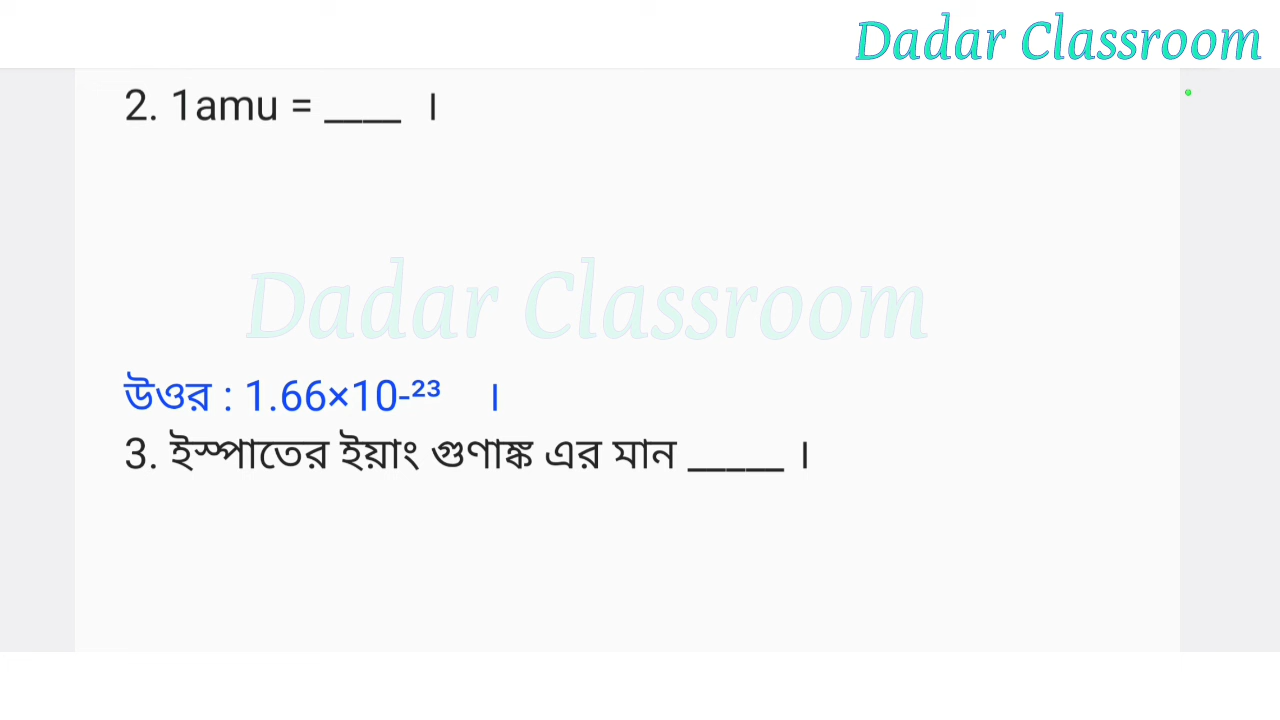 Dadar Classroom
2. 1amu = ____ ।
Dadar Classroom
উওর : 1.66×10-²³ ।
3. ইস্পাতের ইয়াং গুণাঙ্ক এর মান _____ ।